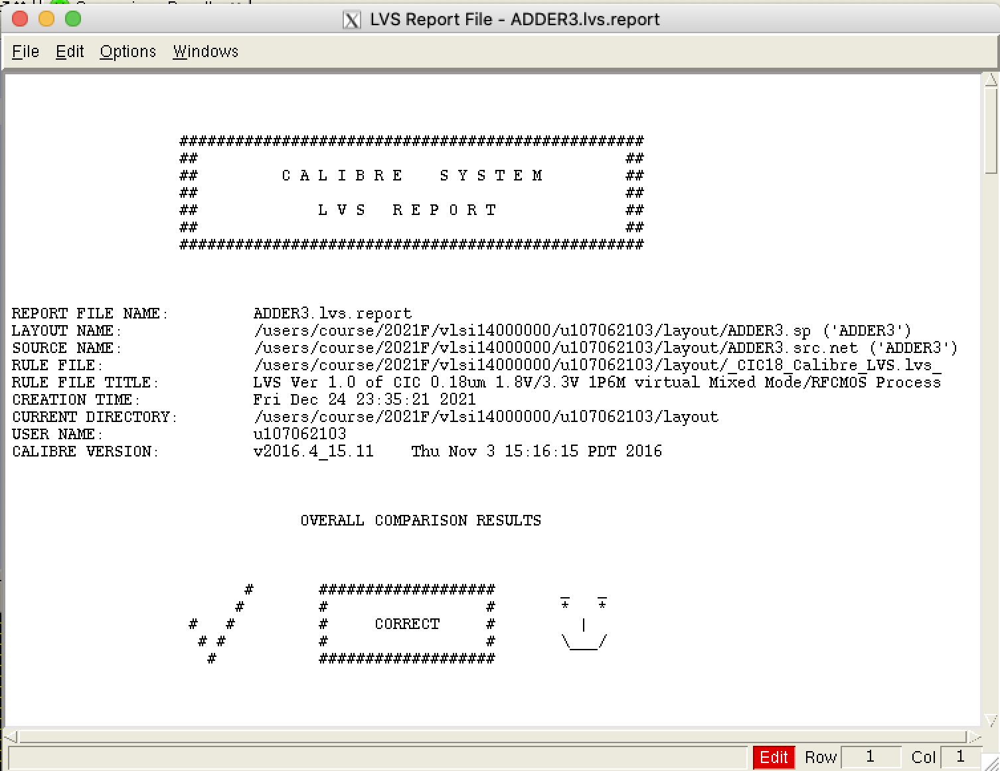 LVS Report File - ADDER3.lvs.report
File Edit Options Windows
##################################################
## ##
## C A L I B R E   S Y S T E M ##
## ##
## L V S   R E P O R T ##
## ##
##################################################
REPORT FILE NAME: ADDER3.lvs.report
LAYOUT NAME: /users/course/2021F/vlsi14000000/u107062103/layout/ADDER3.sp ('ADDER3')
SOURCE NAME: /users/course/2021F/vlsi14000000/u107062103/layout/ADDER3.src.net ('ADDER3')
RULE FILE: /users/course/2021F/vlsi14000000/u107062103/layout/_CIC18_Calibre_LVS.lvs_
RULE FILE TITLE: LVS Ver 1.0 of CIC 0.18um 1.8V/3.3V 1P6M virtual Mixed Mode/RFCMOS Process
CREATION TIME: Fri Dec 24 23:35:21 2021
CURRENT DIRECTORY: /users/course/2021F/vlsi14000000/u107062103/layout
USER NAME: u107062103
CALIBRE VERSION: v2016.4_15.11 Thu Nov 3 15:16:15 PDT 2016
OVERALL COMPARISON RESULTS
# ################### _ _
# # # * *
# # # CORRECT # |
# # # # \___/
# ###################
Edit Row 1 Col 1